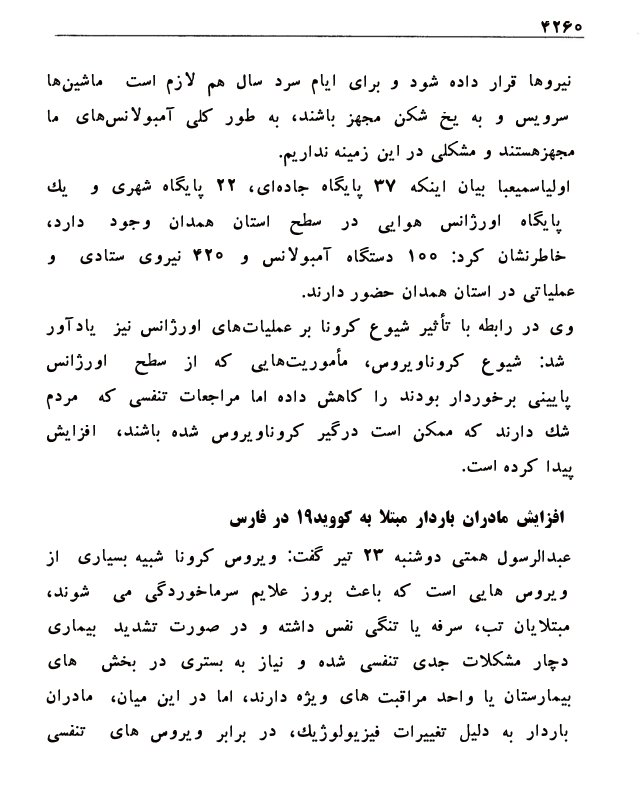 ۴۲۶۰
نیروها قرار داده شود و برای ایام سرد سال هم لازم است ماشین‌ها
سرویس و به یخ شکن مجهز باشند، به طور کلی آمبولانس‌های ما
مجهزهستند و مشکلی در این زمینه نداریم.
اولیاسمیعبا بیان اینکه ۳۷ پایگاه جاده‌ای، ۲۲ پایگاه شهری و یك
پایگاه اورژانس هوایی در سطح استان همدان وجود دارد،
خاطرنشان کرد: ۱۰۰ دستگاه آمبولانس و ۴۲۰ نیروی ستادی و
عملیاتی در استان همدان حضور دارند.
وی در رابطه با تأثیر شیوع کرونا بر عملیات‌های اورژانس نیز یادآور
شد: شیوع کروناویروس، مأموریت‌هایی که از سطح اورژانس
پایینی برخوردار بودند را کاهش داده اما مراجعات تنفسی که مردم
شك دارند که ممکن است درگیر کروناویروس شده باشند، افزایش
پیدا کرده است.
افزایش مادران باردار مبتلا به کووید۱۹ در فارس
عبدالرسول همتی دوشنبه ۲۳ تیر گفت: ویروس کرونا شبیه بسیاری از
ویروس هایی است که باعث بروز علایم سرماخوردگی می شوند،
مبتلایان تب، سرفه یا تنگی نفس داشته و در صورت تشدید بیماری
دچار مشکلات جدی تنفسی شده و نیاز به بستری در بخش های
بیمارستان یا واحد مراقبت های ویژه دارند، اما در این میان، مادران
باردار به دلیل تغییرات فیزیولوژیك، در برابر ویروس های تنفسی